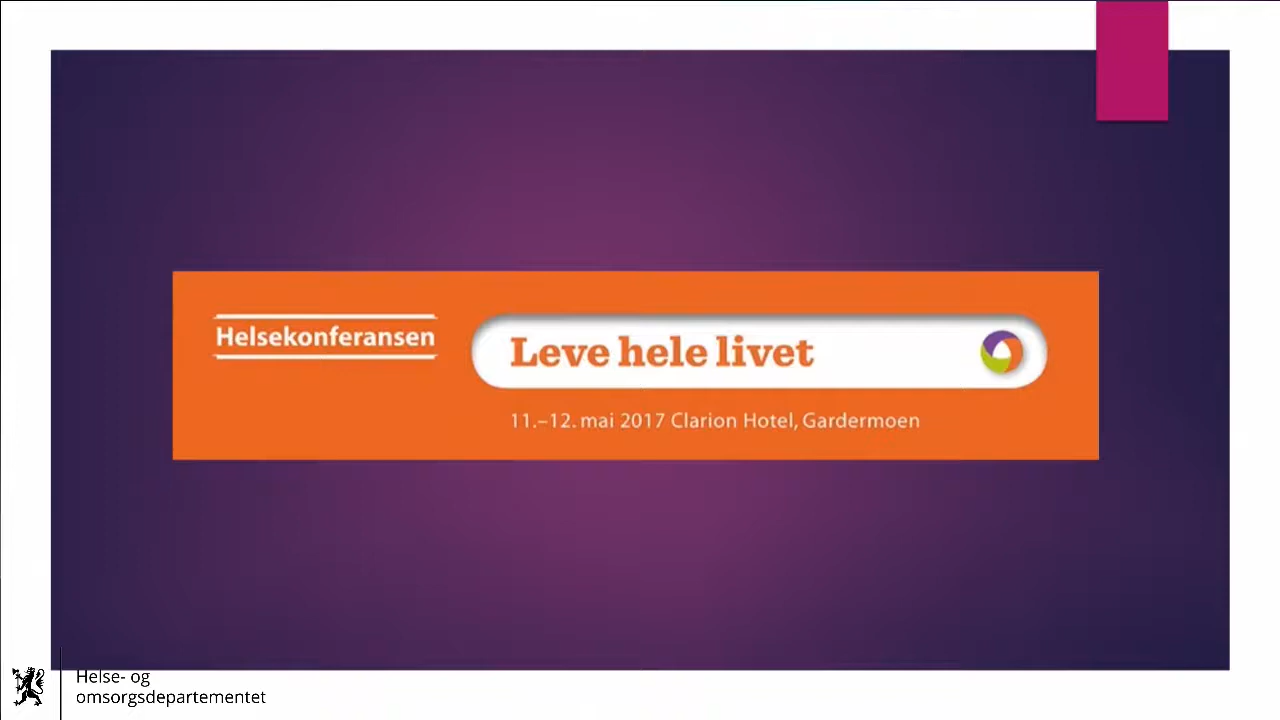 Helsekonferansen
Leve hele livet
11.–12. mai 2017 Clarion Hotel, Gardermoen
Helse- og
omsorgsdepartementet